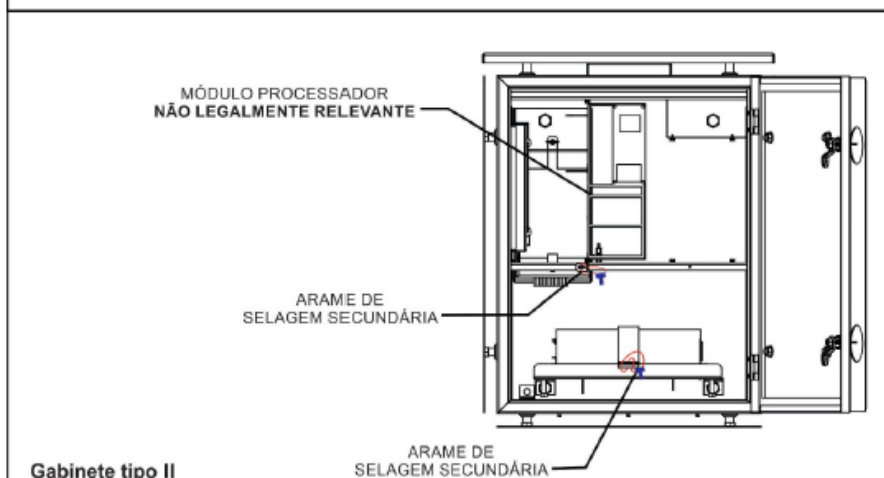 MÓDULO PROCESSADOR
NÃO LEGALMENTE RELEVANTE
ARAME DE
SELAGEM SECUNDÁRIA
ARAME DE
SELAGEM SECUNDÁRIA
Gabinete tipo II